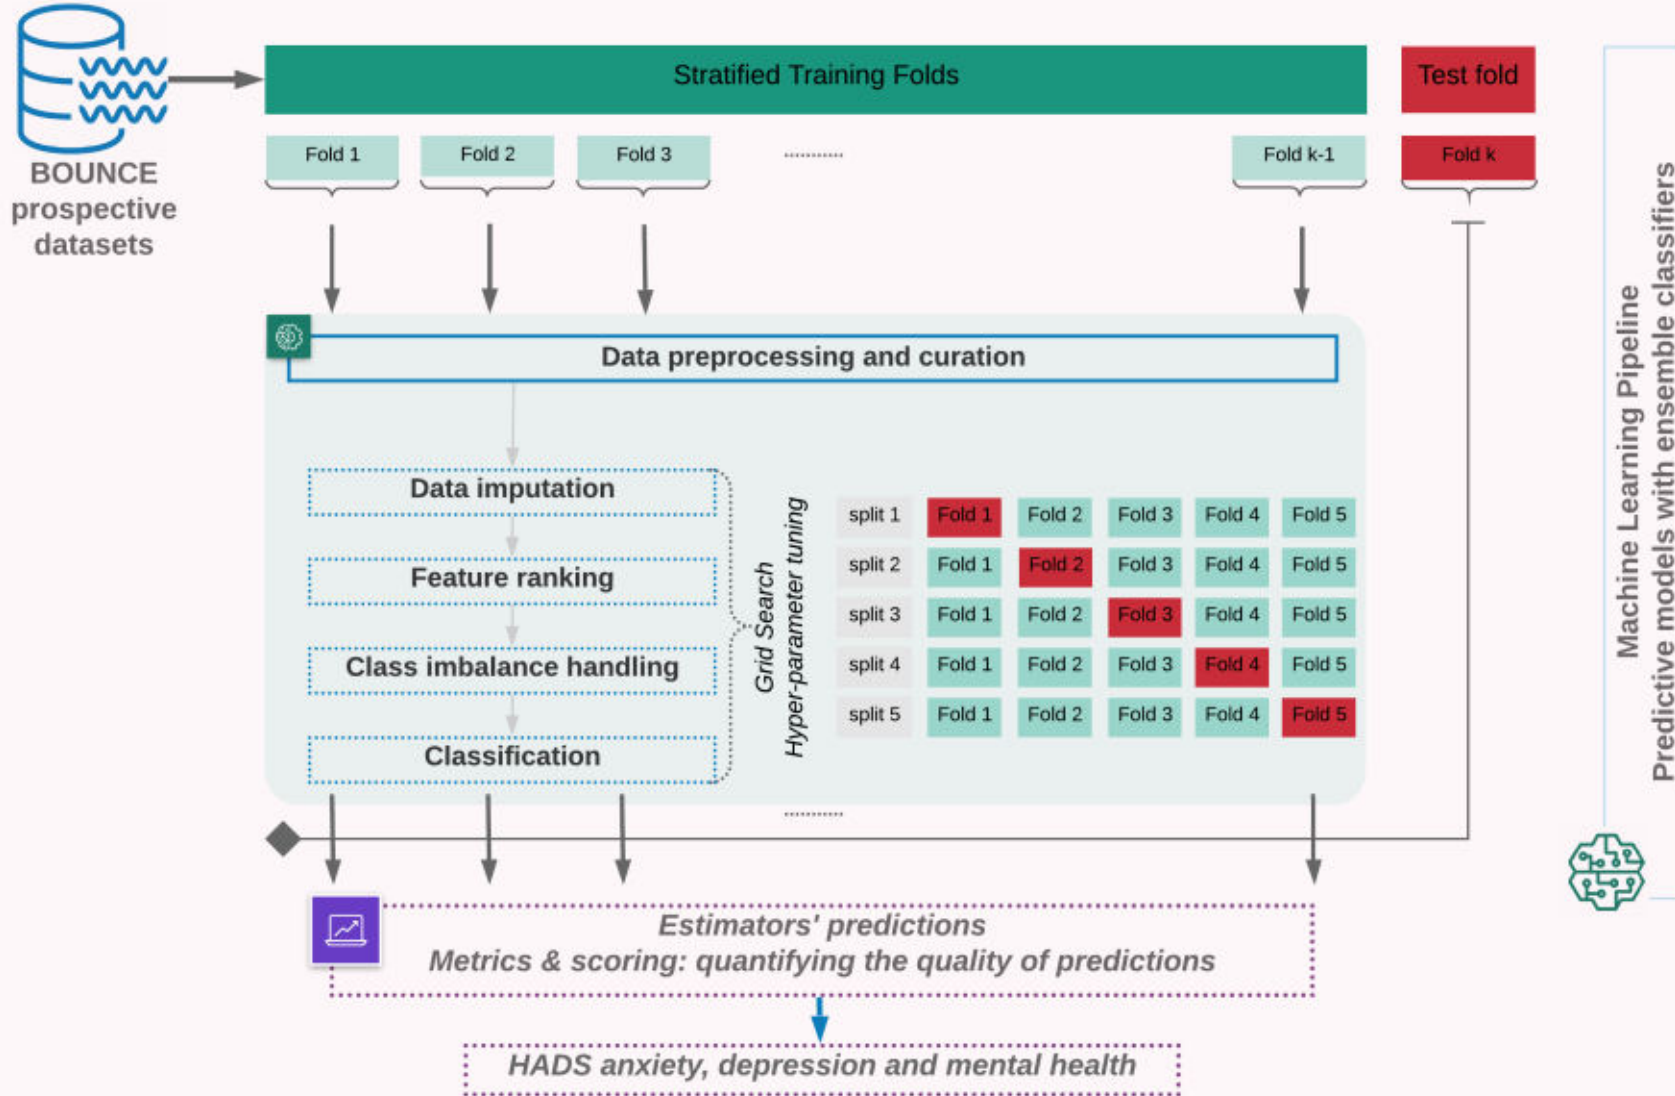 BOUNCE
prospective
datasets
Stratified Training Folds
Test fold
Fold 1
Fold 2
Fold 3
...........
Fold k-1
Fold k
Data preprocessing and curation
Data imputation
Feature ranking
Class imbalance handling
Classification
Grid Search
Hyper-parameter tuning
split 1 Fold 1 Fold 2 Fold 3 Fold 4 Fold 5
split 2 Fold 1 Fold 2 Fold 3 Fold 4 Fold 5
split 3 Fold 1 Fold 2 Fold 3 Fold 4 Fold 5
split 4 Fold 1 Fold 2 Fold 3 Fold 4 Fold 5
split 5 Fold 1 Fold 2 Fold 3 Fold 4 Fold 5
...........
Estimators' predictions
Metrics & scoring: quantifying the quality of predictions
HADS anxiety, depression and mental health
Machine Learning Pipeline
Predictive models with ensemble classifiers